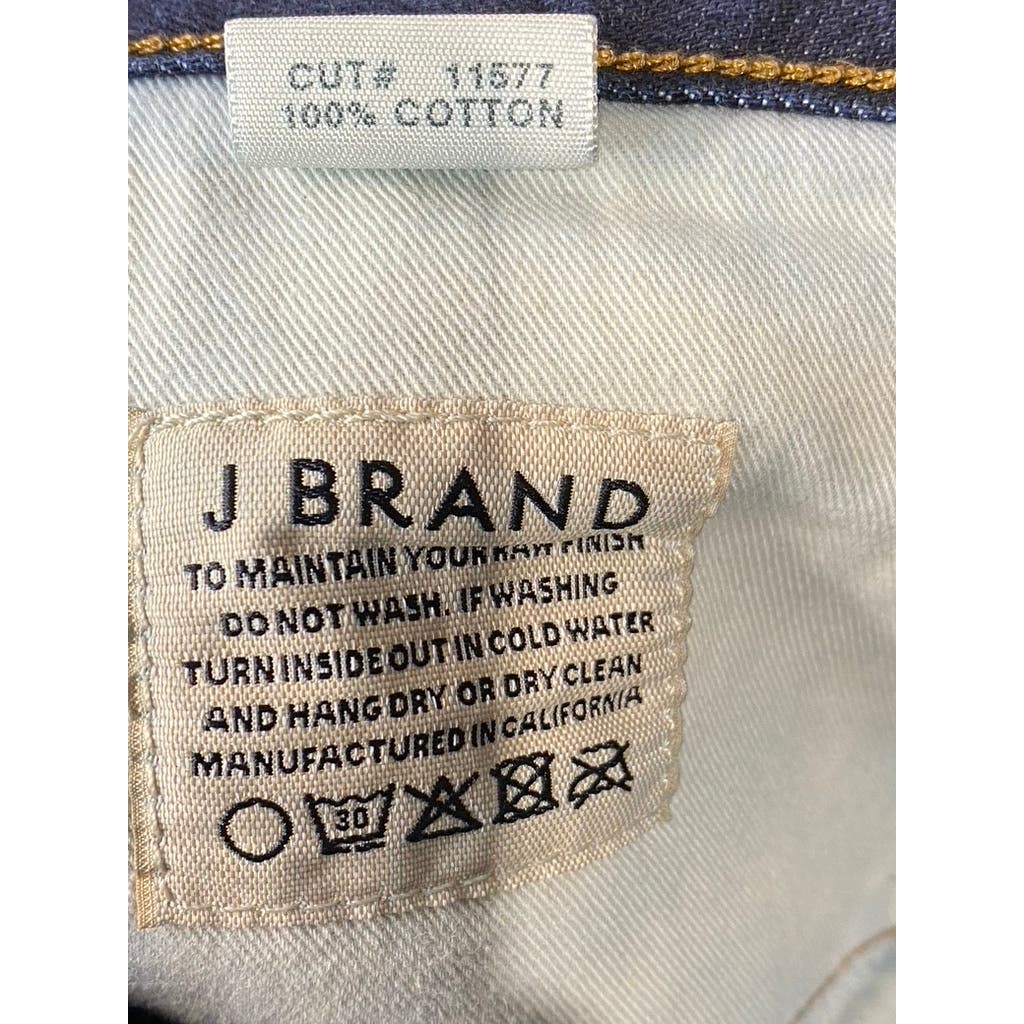 CUT# 11577
100% COTTON
J BRAND
TO MAINTAIN YOUR RAW FINISH
DO NOT WASH. IF WASHING
TURN INSIDE OUT IN COLD WATER
AND HANG DRY OR DRY CLEAN
MANUFACTURED IN CALIFORNIA
30